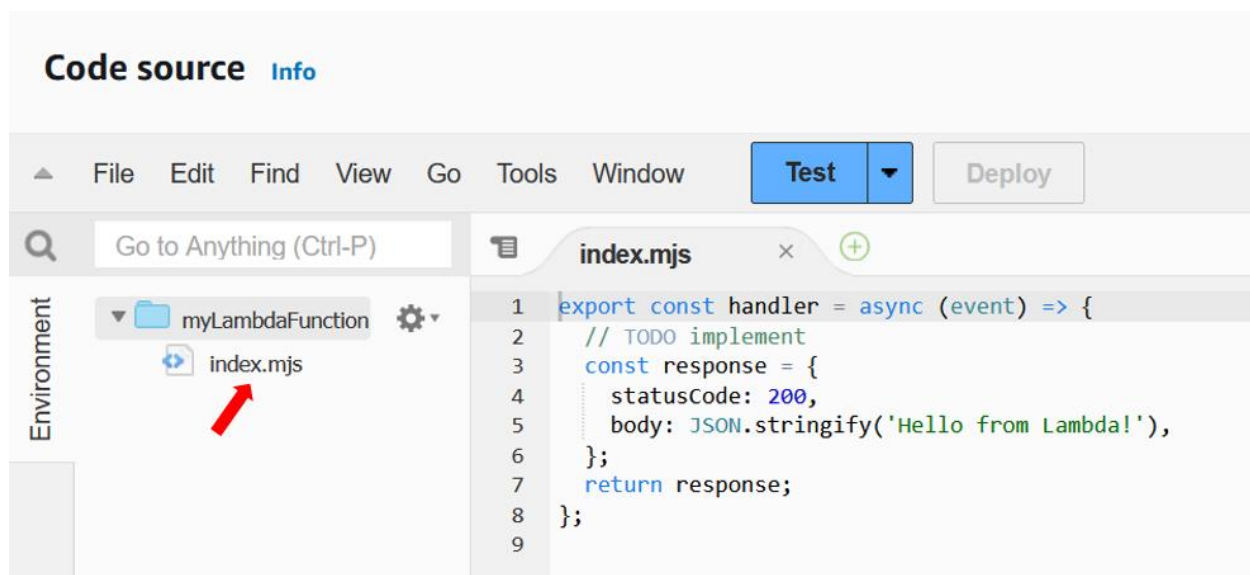 Code source Info
File Edit Find View Go Tools Window Test Deploy
Go to Anything (Ctrl-P)
index.mjs
Environment
myLambdaFunction
index.mjs
1 export const handler = async (event) => {
2 // TODO implement
3 const response = {
4 statusCode: 200,
5 body: JSON.stringify('Hello from Lambda!'),
6 };
7 return response;
8 };
9